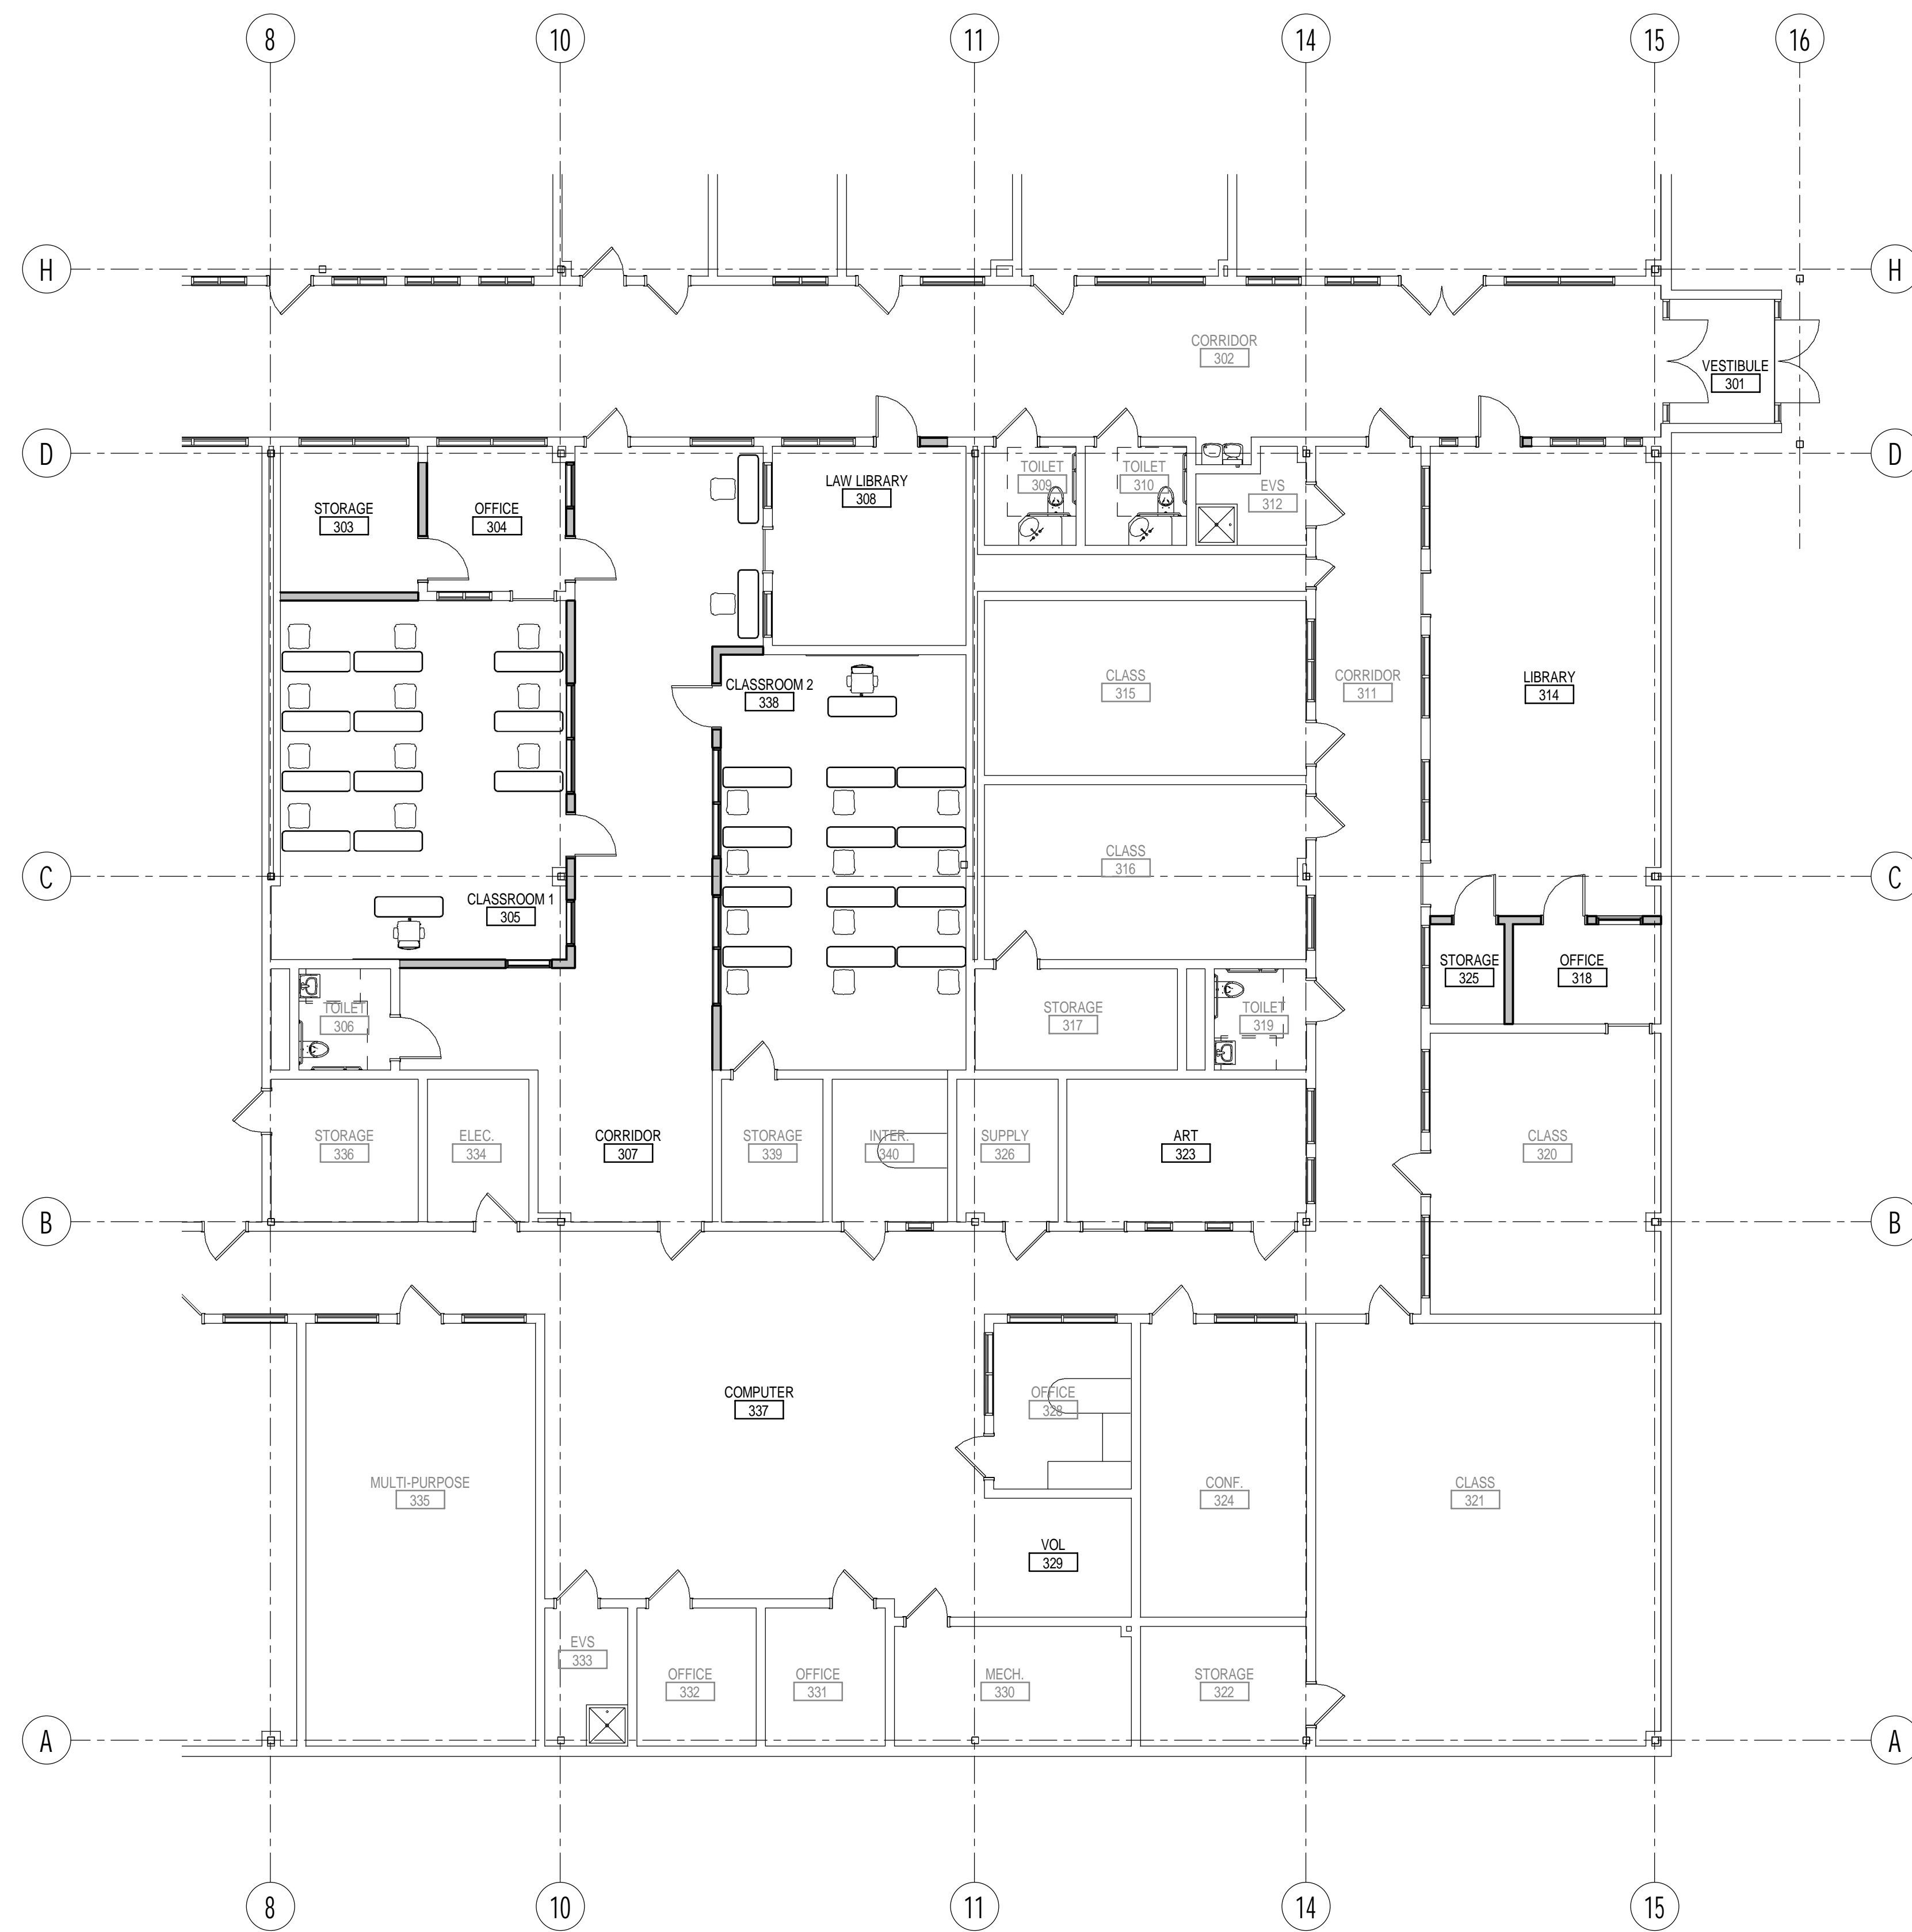 8
10
11
14
15
16
H
H
CORRIDOR
302
VESTIBULE
301
D
D
STORAGE
303
OFFICE
304
LAW LIBRARY
308
TOILET
309
TOILET
310
EVS
312
CLASSROOM 2
338
CLASS
315
CORRIDOR
311
LIBRARY
314
CLASS
316
C
C
CLASSROOM 1
305
STORAGE
325
OFFICE
318
TOILET
306
STORAGE
317
TOILET
319
STORAGE
336
ELEC.
334
CORRIDOR
307
STORAGE
339
INTER.
340
SUPPLY
326
ART
323
CLASS
320
B
B
COMPUTER
337
OFFICE
328
MULTI-PURPOSE
335
CONF.
324
CLASS
321
VOL
329
EVS
333
OFFICE
332
OFFICE
331
MECH.
330
STORAGE
322
A
A
8
10
11
14
15